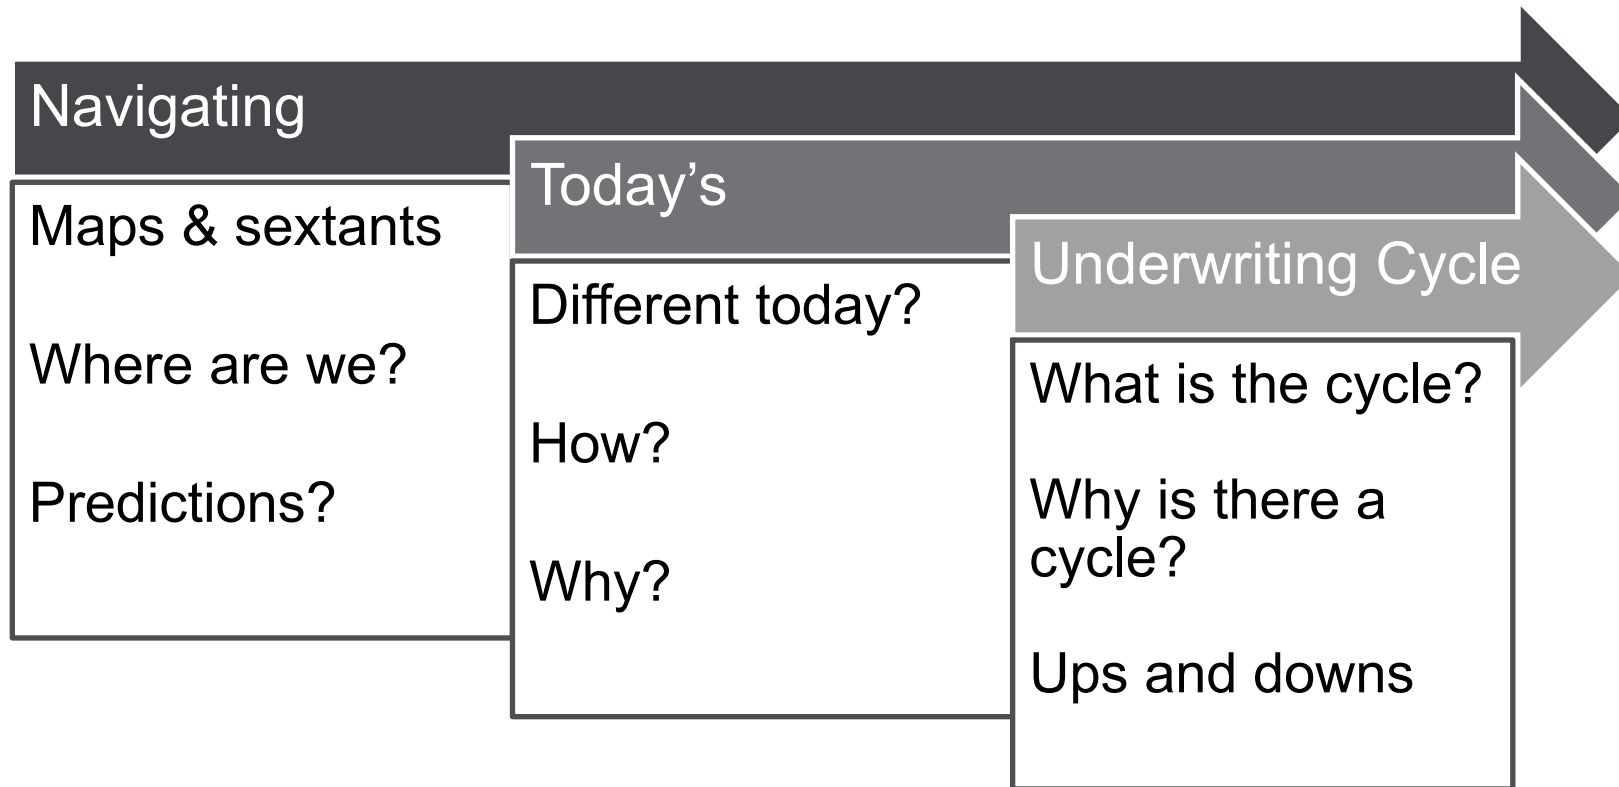 Navigating
Maps & sextants
Where are we?
Predictions?
Today’s
Different today?
How?
Why?
Underwriting Cycle
What is the cycle?
Why is there a
cycle?
Ups and downs